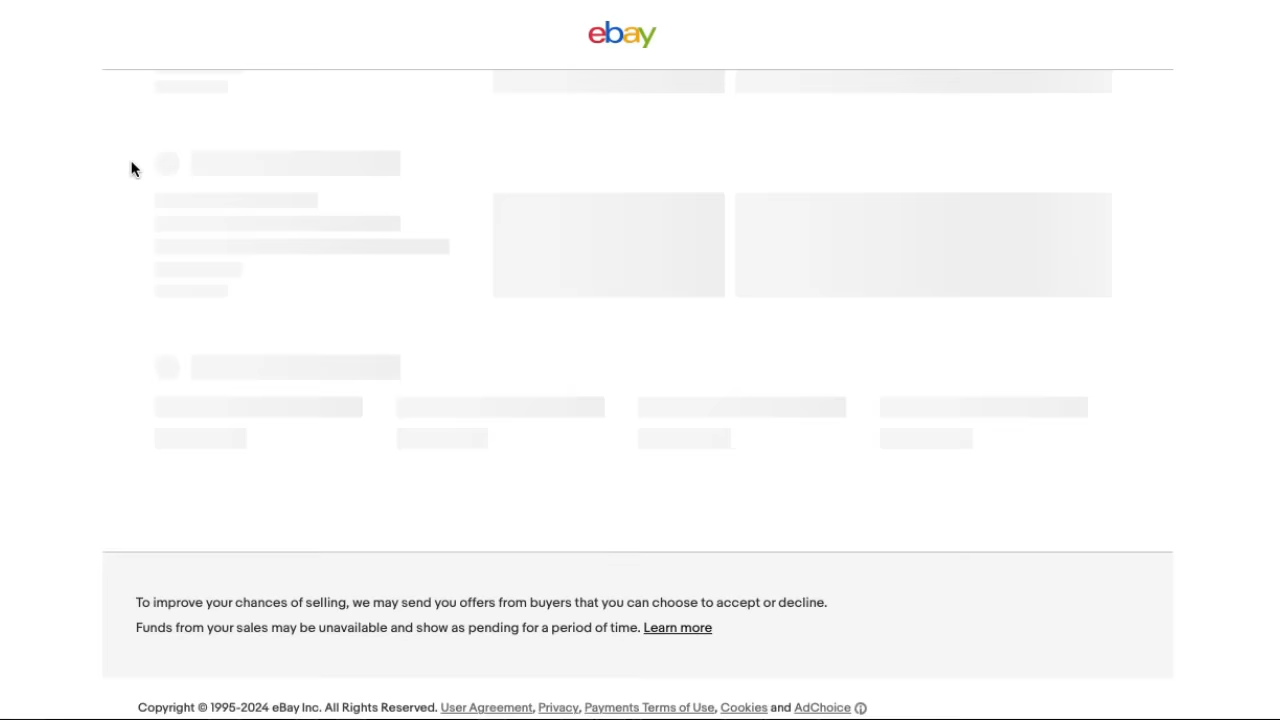 ebay
To improve your chances of selling, we may send you offers from buyers that you can choose to accept or decline.
Funds from your sales may be unavailable and show as pending for a period of time. Learn more
Copyright © 1995-2024 eBay Inc. All Rights Reserved. User Agreement, Privacy, Payments Terms of Use, Cookies and AdChoice